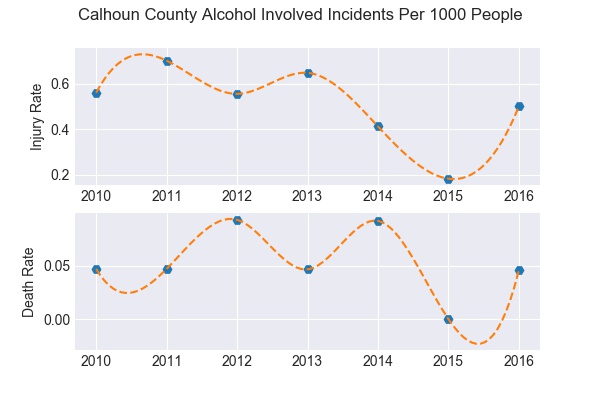 Calhoun County Alcohol Involved Incidents Per 1000 People
Injury Rate
0.6
0.4
0.2
2010 2011 2012 2013 2014 2015 2016
Death Rate
0.05
0.00
2010 2011 2012 2013 2014 2015 2016